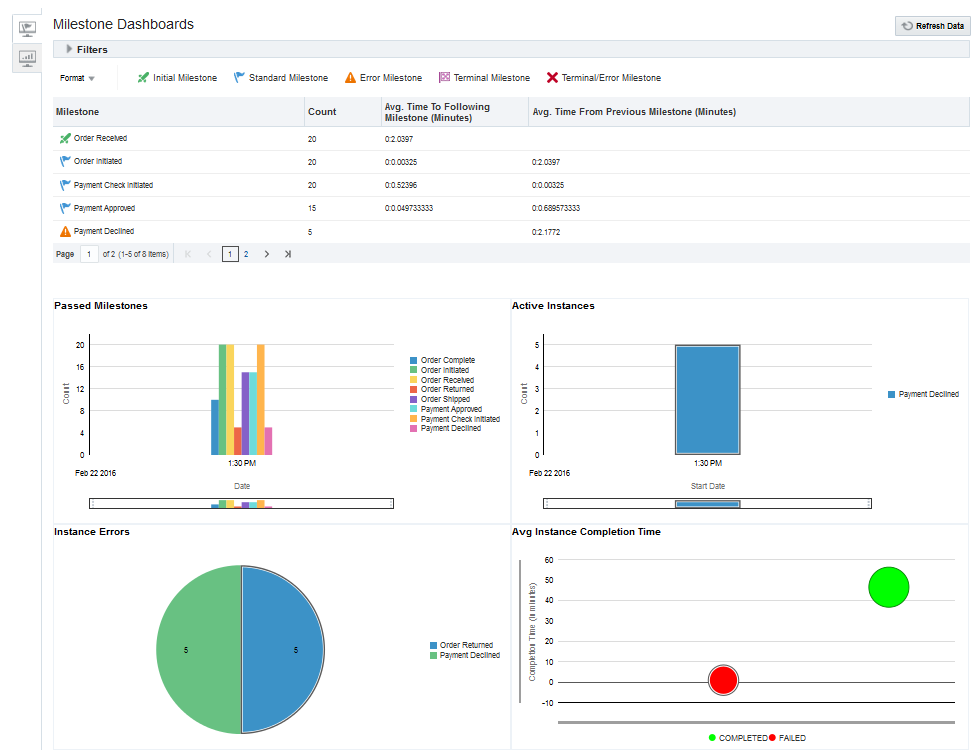 Milestone Dashboards
Refresh Data
Filters
Format
Initial Milestone
Standard Milestone
Error Milestone
Terminal Milestone
Terminal/Error Milestone
Milestone Count Avg. Time To Following Milestone (Minutes) Avg. Time From Previous Milestone (Minutes)
Order Received 20 0:2.0397
Order Initiated 20 0:0.00325 0:2.0397
Payment Check Initiated 20 0:0.52396 0:0.00325
Payment Approved 15 0:0.049733333 0:0.689573333
Payment Declined 5 0:2.1772
Page 1 of 2 (1-5 of 8 items) 1 2
Passed Milestones
20
16
12
8
4
0
Count
1:30 PM
Feb 22 2016
Date
Order Complete
Order Initiated
Order Received
Order Returned
Order Shipped
Payment Approved
Payment Check Initiated
Payment Declined
Active Instances
5
4
3
2
1
0
Count
1:30 PM
Feb 22 2016
Start Date
Payment Declined
Instance Errors
5
5
Order Returned
Payment Declined
Avg Instance Completion Time
60
50
40
30
20
10
0
-10
Completion Time (in minutes)
COMPLETED
FAILED